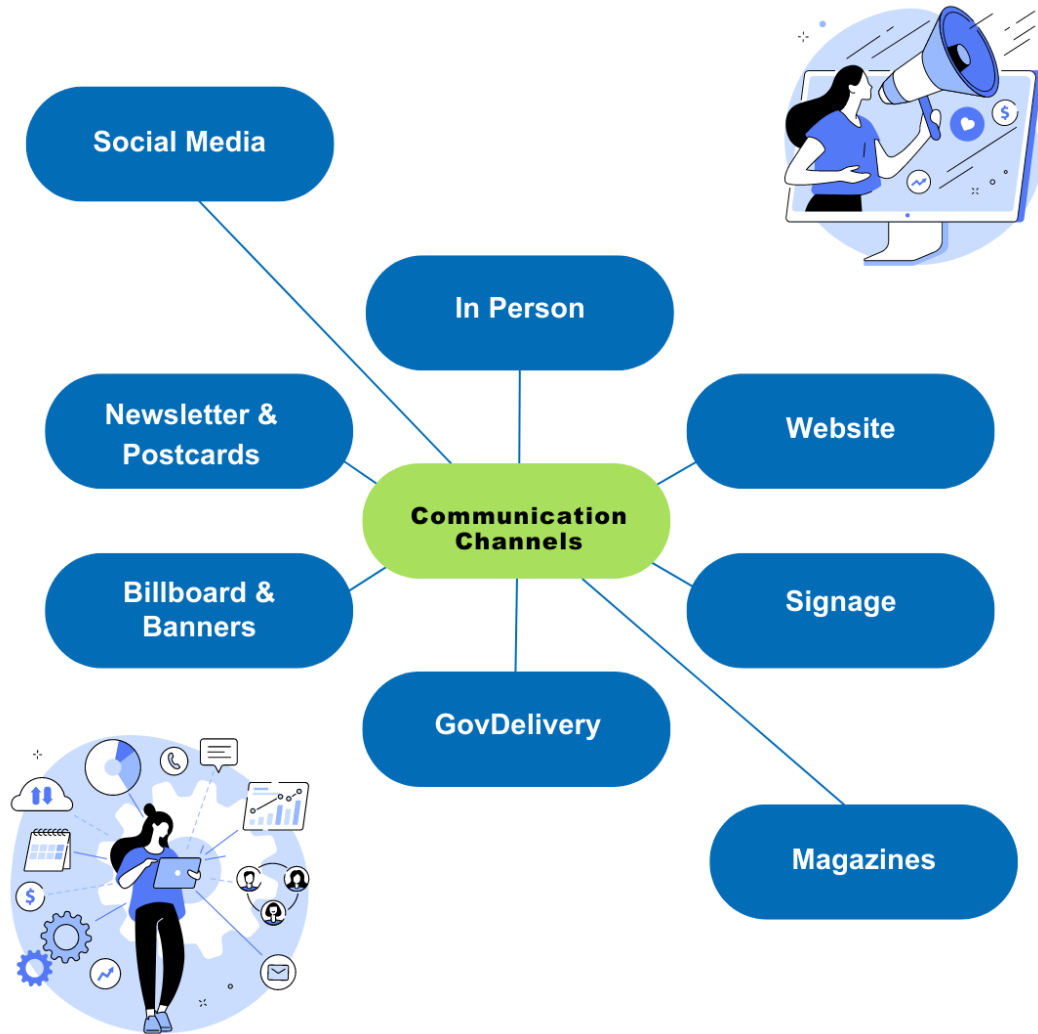 Social Media
In Person
Newsletter &
Postcards
Website
Communication
Channels
Billboard &
Banners
Signage
GovDelivery
Magazines
$
$